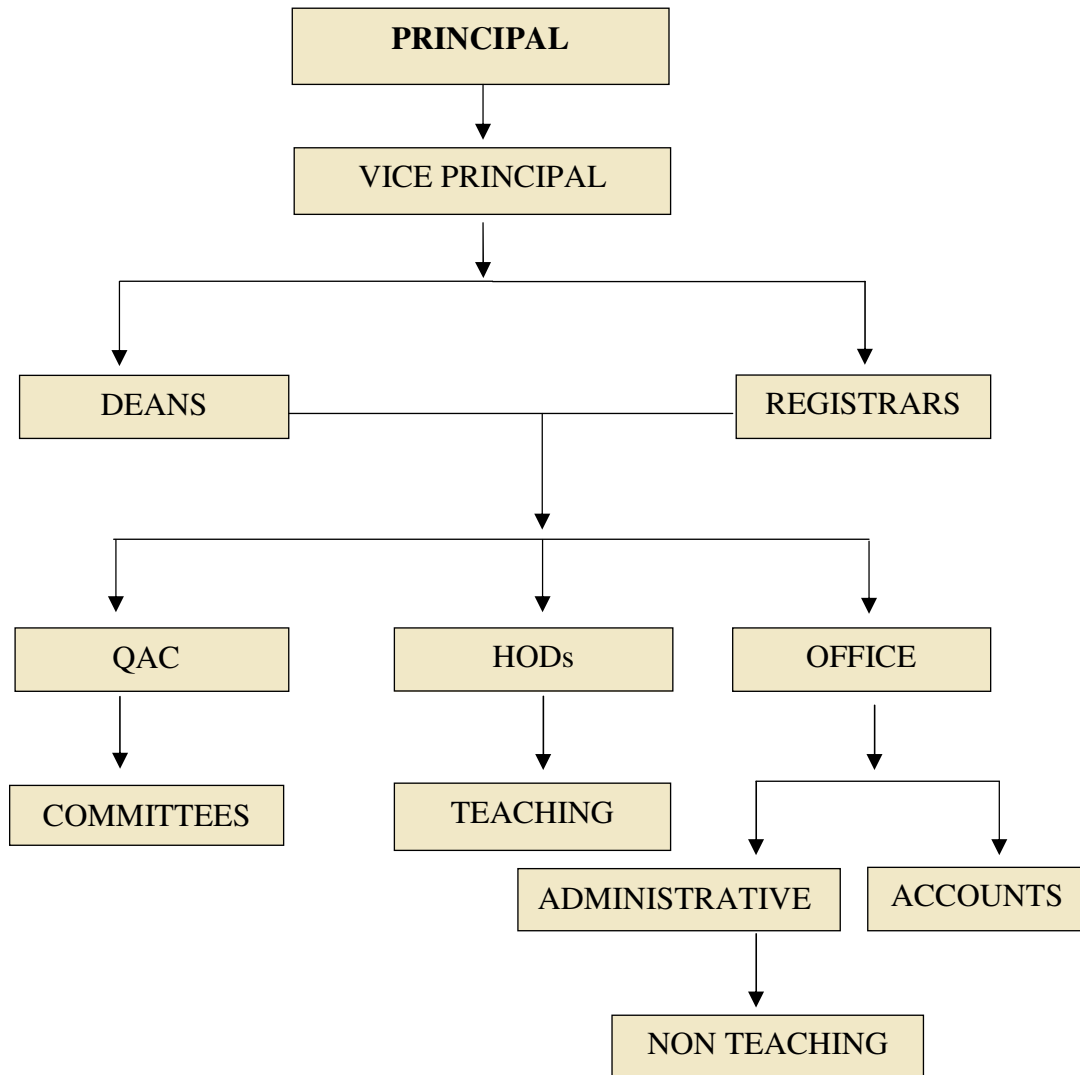 PRINCIPAL
VICE PRINCIPAL
DEANS
REGISTRARS
QAC
HODs
OFFICE
COMMITTEES
TEACHING
ADMINISTRATIVE
ACCOUNTS
NON TEACHING